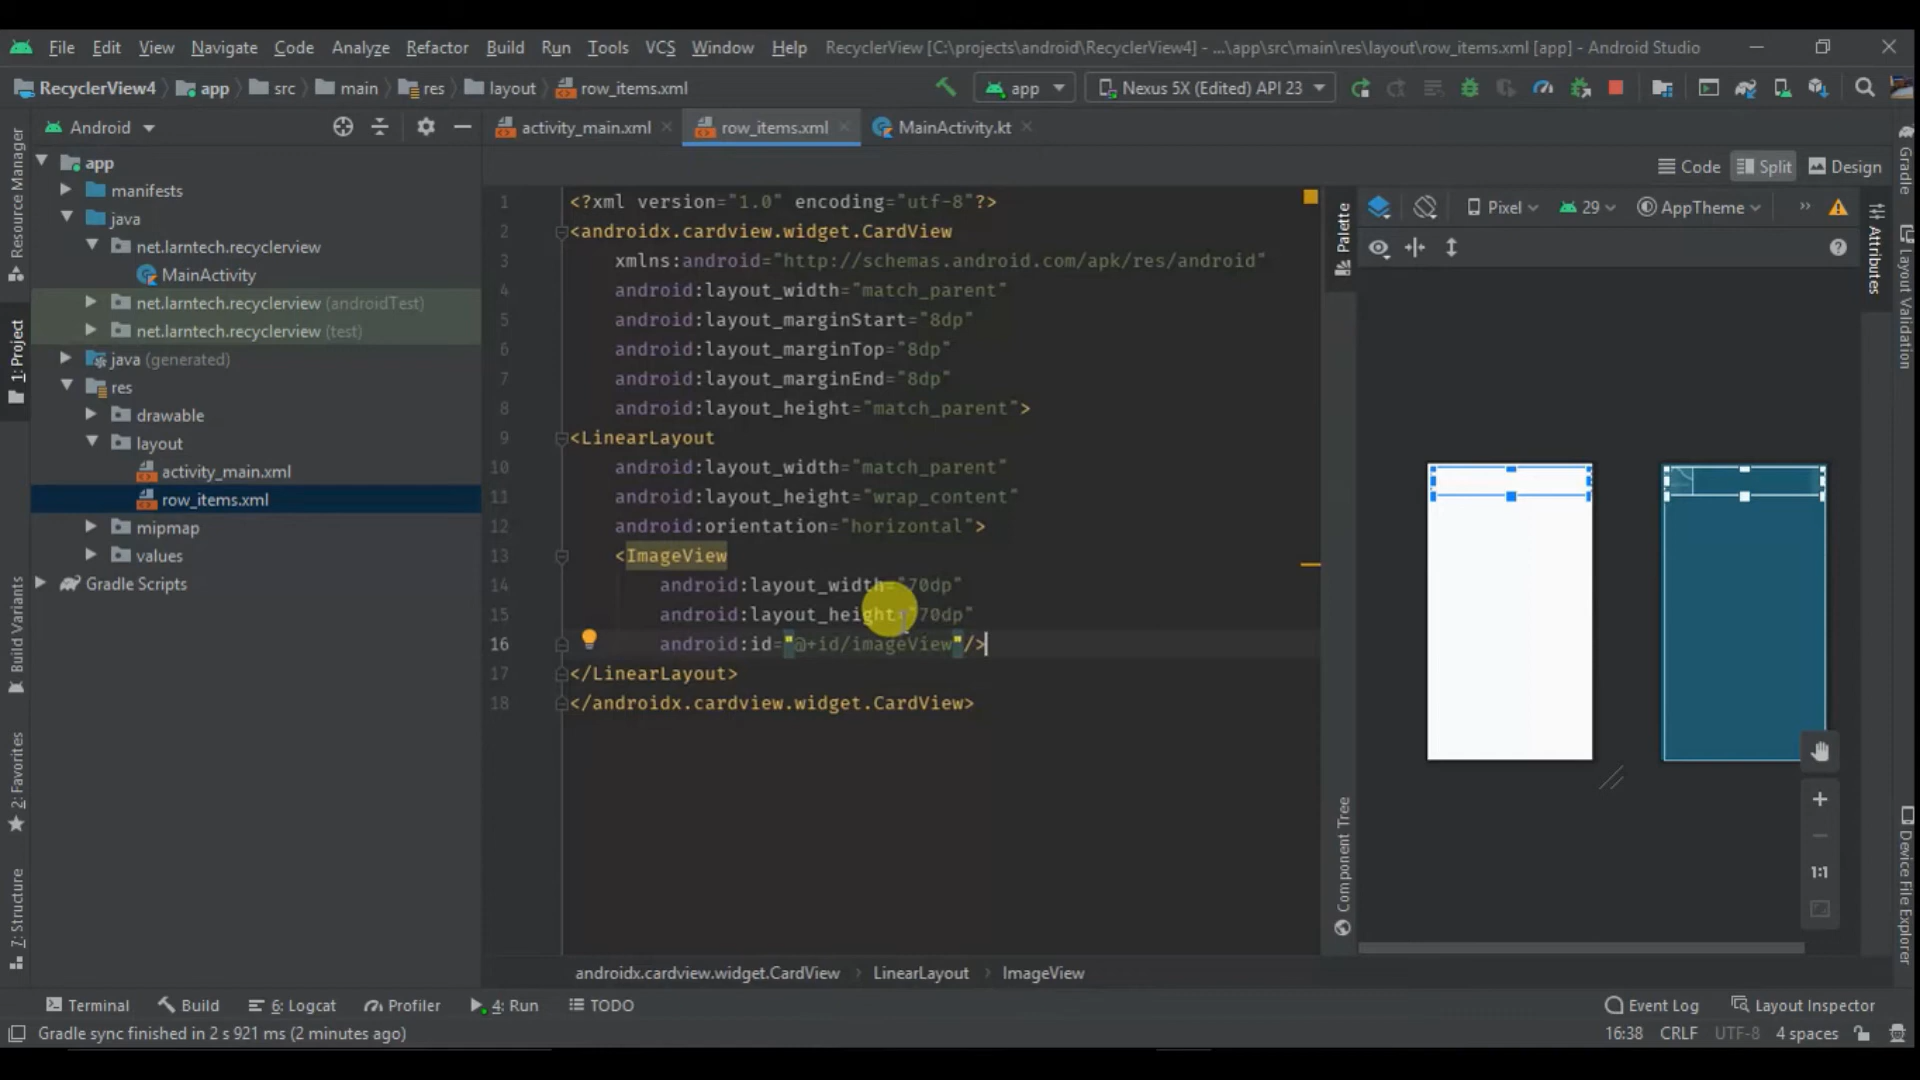 File Edit View Navigate Code Analyze Refactor Build Run Tools VCS Window Help RecyclerView [C:\projects\android\RecyclerView4] - ...\app\src\main\res\layout\row_items.xml [app] - Android Studio
RecyclerView4 app src main res layout row_items.xml app Nexus 5X (Edited) API 23
Android
activity_main.xml row_items.xml MainActivity.kt
Code Split Design
Resource Manager
1: Project
Build Variants
2: Favorites
7: Structure
app
manifests
java
net.larntech.recyclerview
MainActivity
net.larntech.recyclerview (androidTest)
net.larntech.recyclerview (test)
java (generated)
res
drawable
layout
activity_main.xml
row_items.xml
mipmap
values
Gradle Scripts
1 <?xml version="1.0" encoding="utf-8"?>
2 <androidx.cardview.widget.CardView
3 xmlns:android="http://schemas.android.com/apk/res/android"
4 android:layout_width="match_parent"
5 android:layout_marginStart="8dp"
6 android:layout_marginTop="8dp"
7 android:layout_marginEnd="8dp"
8 android:layout_height="match_parent">
9 <LinearLayout
10 android:layout_width="match_parent"
11 android:layout_height="wrap_content"
12 android:orientation="horizontal">
13 <ImageView
14 android:layout_width="70dp"
15 android:layout_height="70dp"
16 android:id="@+id/imageView"/>
17 </LinearLayout>
18 </androidx.cardview.widget.CardView>
androidx.cardview.widget.CardView LinearLayout ImageView
Palette
Component Tree
Pixel 29 AppTheme
1:1
Attributes
Gradle
Layout Validation
Device File Explorer
Terminal Build 6: Logcat Profiler 4: Run TODO Event Log Layout Inspector
Gradle sync finished in 2 s 921 ms (2 minutes ago) 16:38 CRLF UTF-8 4 spaces